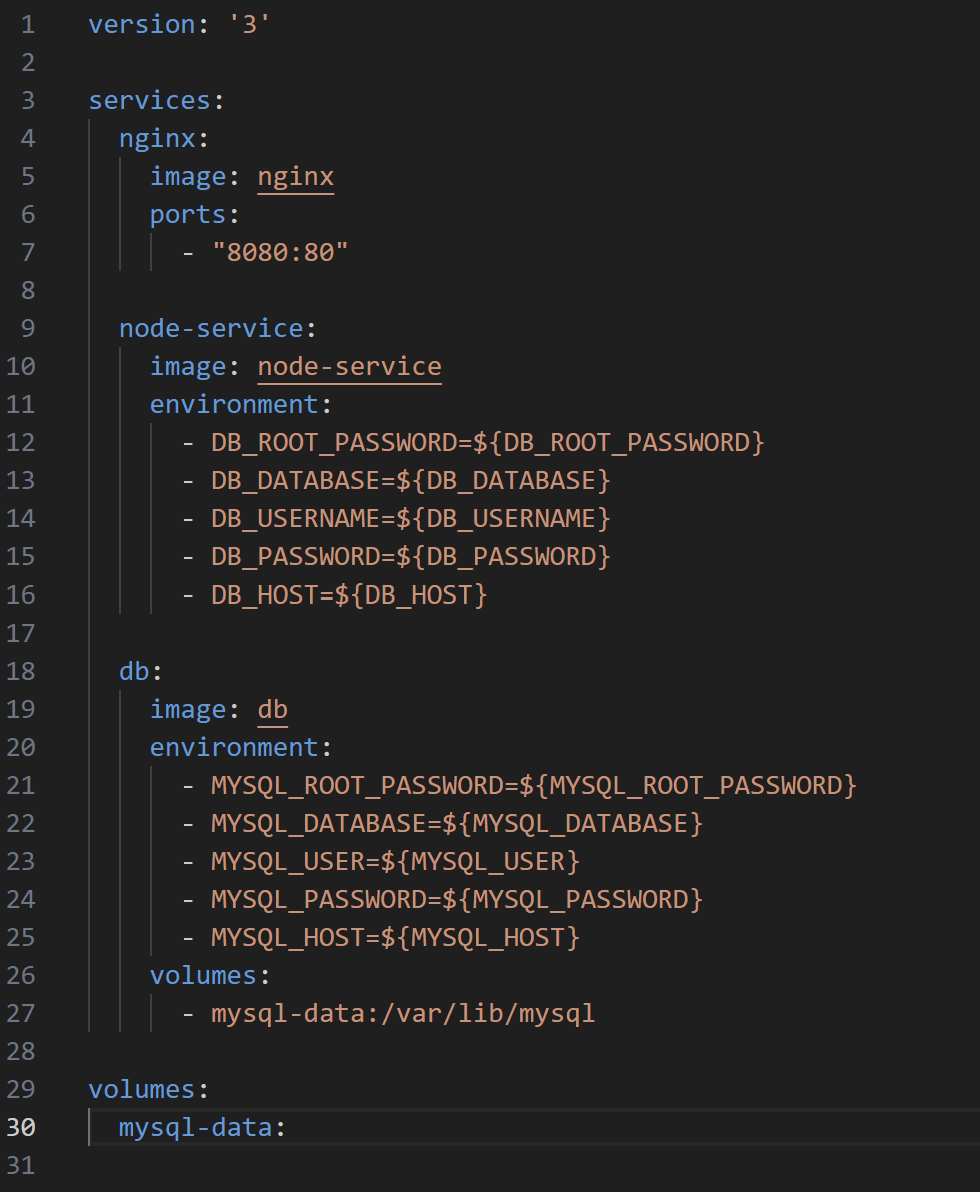 1 version: '3'
2
3 services:
4   nginx:
5     image: nginx
6     ports:
7       - "8080:80"
8
9   node-service:
10     image: node-service
11     environment:
12       - DB_ROOT_PASSWORD=${DB_ROOT_PASSWORD}
13       - DB_DATABASE=${DB_DATABASE}
14       - DB_USERNAME=${DB_USERNAME}
15       - DB_PASSWORD=${DB_PASSWORD}
16       - DB_HOST=${DB_HOST}
17
18   db:
19     image: db
20     environment:
21       - MYSQL_ROOT_PASSWORD=${MYSQL_ROOT_PASSWORD}
22       - MYSQL_DATABASE=${MYSQL_DATABASE}
23       - MYSQL_USER=${MYSQL_USER}
24       - MYSQL_PASSWORD=${MYSQL_PASSWORD}
25       - MYSQL_HOST=${MYSQL_HOST}
26     volumes:
27       - mysql-data:/var/lib/mysql
28
29 volumes:
30   mysql-data:
31